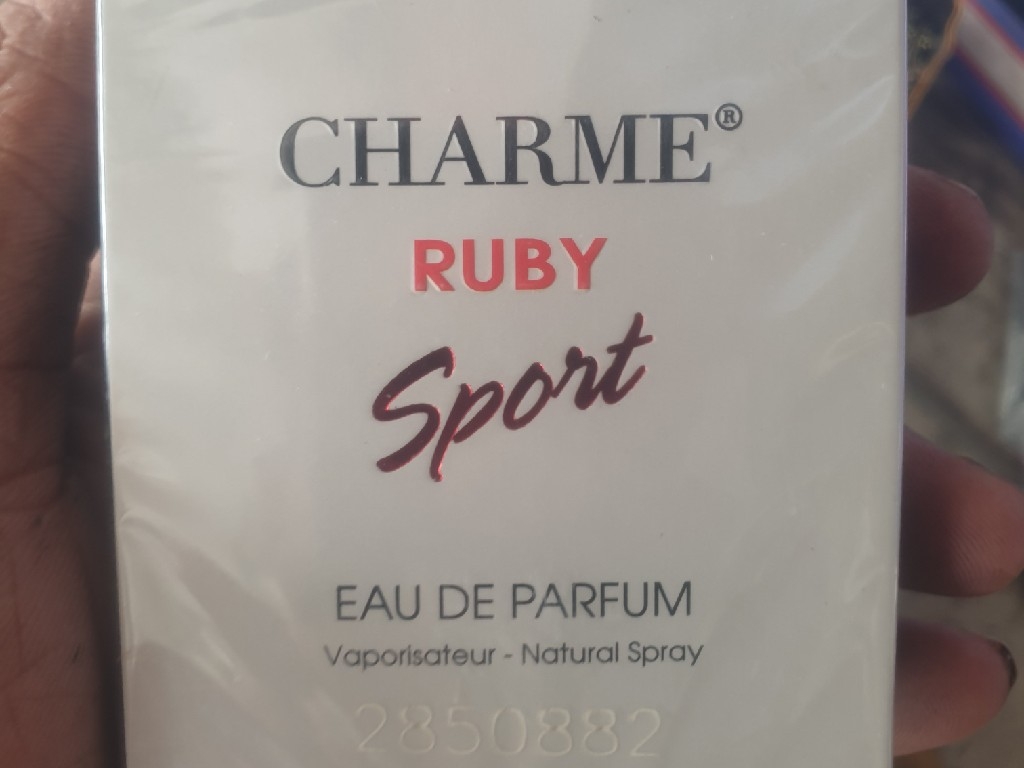 CHARME®
RUBY
Sport
EAU DE PARFUM
Vaporisateur - Natural Spray
2850882